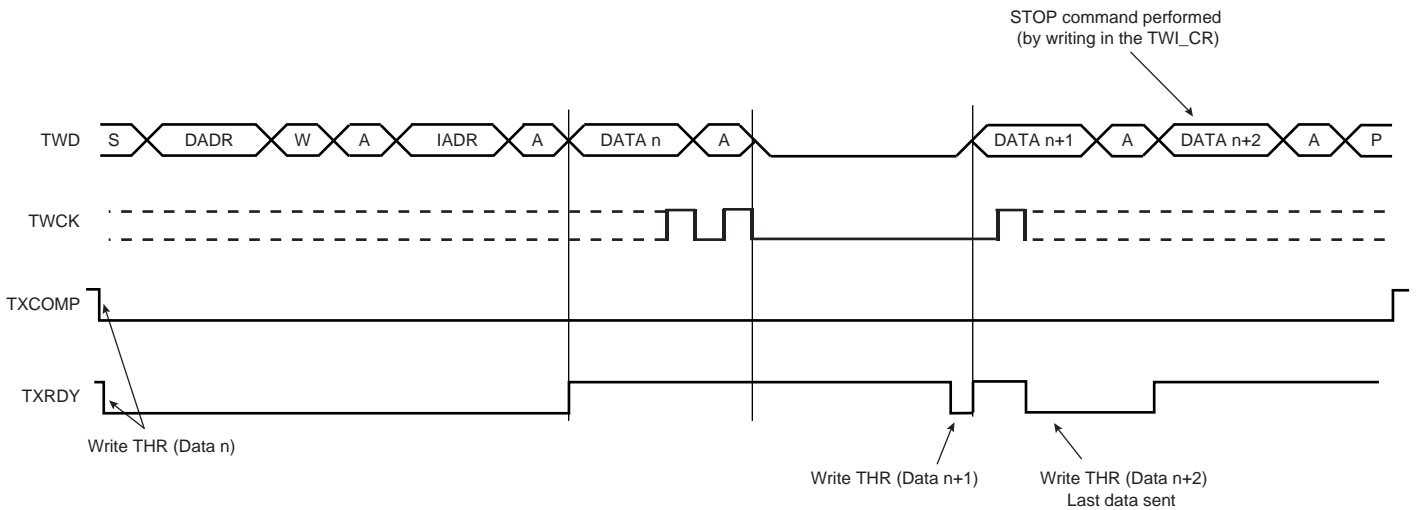 STOP command performed
(by writing in the TWI_CR)
TWD S DADR W A IADR A DATA n A DATA n+1 A DATA n+2 A P
TWCK
TXCOMP
TXRDY
Write THR (Data n)
Write THR (Data n+1)
Write THR (Data n+2)
Last data sent